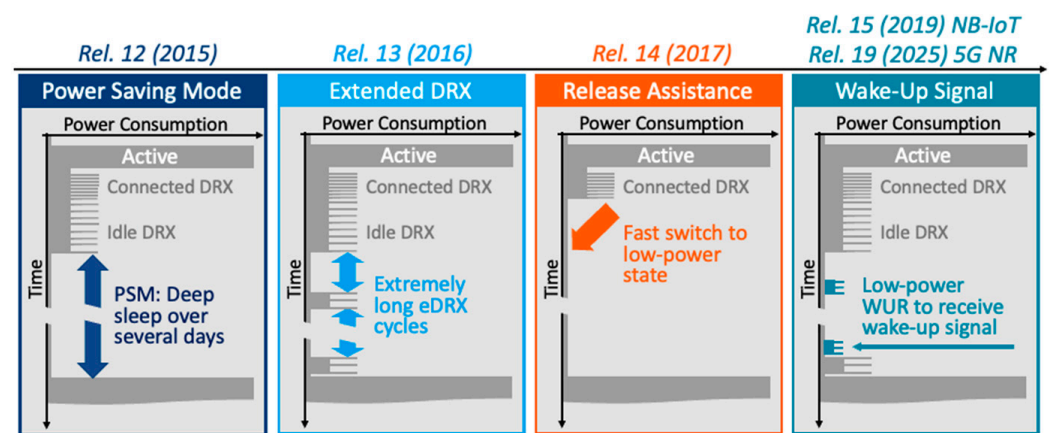 Rel. 12 (2015)
Rel. 13 (2016)
Rel. 14 (2017)
Rel. 15 (2019) NB-IoT
Rel. 19 (2025) 5G NR
Power Saving Mode
Power Consumption
Active
Connected DRX
Idle DRX
Time
PSM: Deep
sleep over
several days
Extended DRX
Power Consumption
Active
Connected DRX
Idle DRX
Time
Extremely
long eDRX
cycles
Release Assistance
Power Consumption
Active
Connected DRX
Time
Fast switch to
low-power
state
Wake-Up Signal
Power Consumption
Active
Connected DRX
Idle DRX
Time
Low-power
WUR to receive
wake-up signal